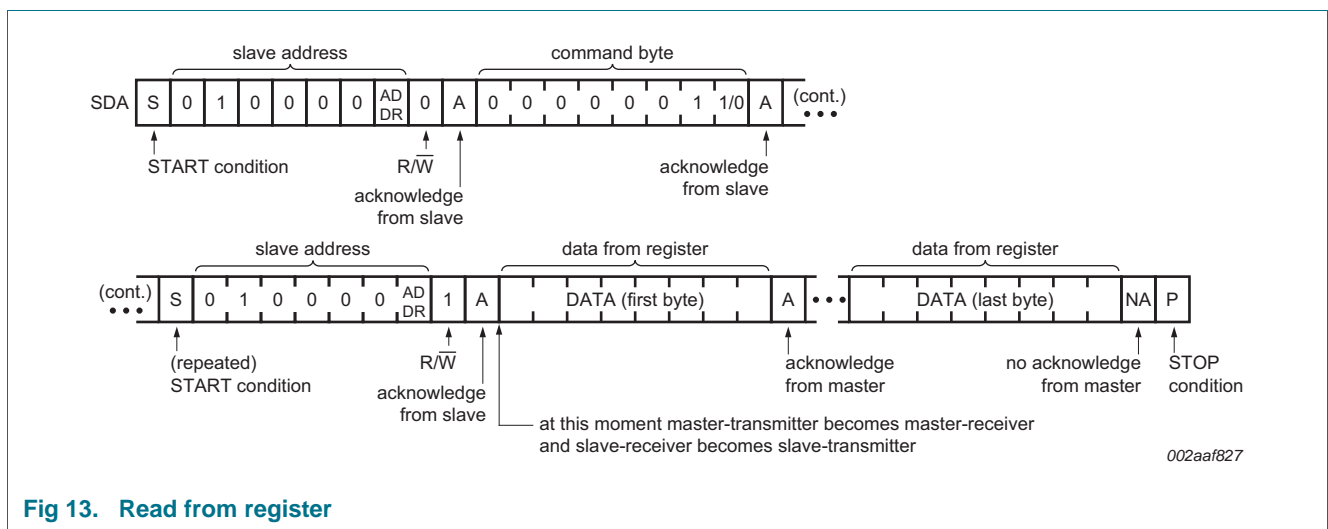 slave address command byte
SDA S 0 1 0 0 0 0 AD DR 0 A 0 0 0 0 0 0 1 1/0 A (cont.)
START condition R/W̅ acknowledge from slave acknowledge from slave
slave address data from register data from register
(cont.) S 0 1 0 0 0 0 AD DR 1 A DATA (first byte) A DATA (last byte) NA P
(repeated) START condition R/W̅ acknowledge from slave acknowledge from master no acknowledge from master STOP condition
at this moment master-transmitter becomes master-receiver
and slave-receiver becomes slave-transmitter
002aaf827
Fig 13. Read from register